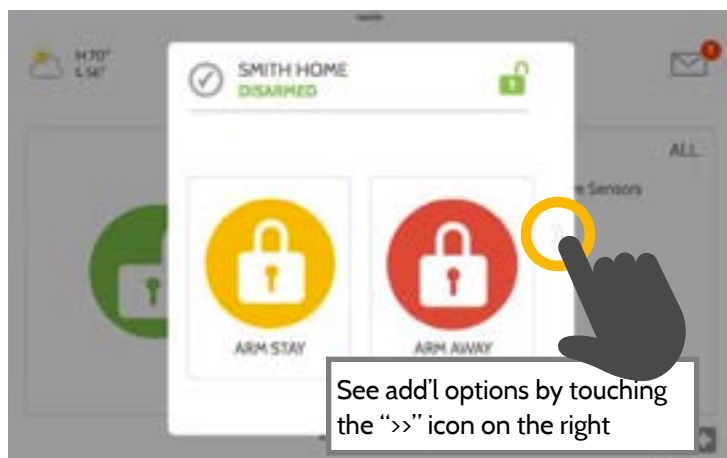 H 70°
L 56°
SMITH HOME
DISARMED
ALL
Sensors
ARM STAY
ARM AWAY
See add'l options by touching
the “>>” icon on the right